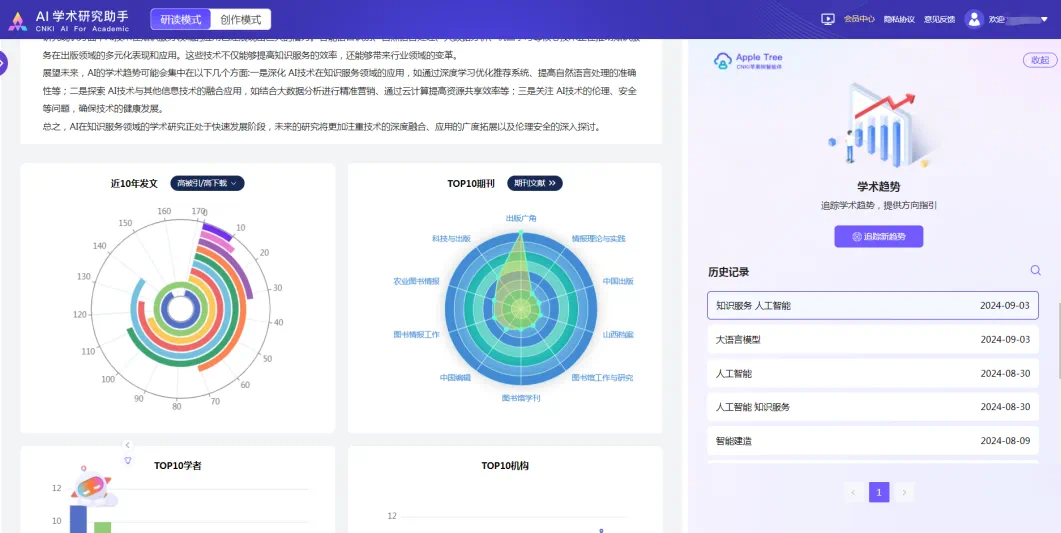 AI 学术研究助手
CNKI AI For Academic
研读模式
创作模式
会员中心
隐私协议
意见反馈
欢迎
务在出版领域的多元化表现和应用。这些技术不仅能够提高知识服务的效率，还能够带来行业领域的变革。
展望未来，AI的学术趋势可能会集中在以下几个方面:一是深化 AI技术在知识服务领域的应用，如通过深度学习优化推荐系统、提高自然语言处理的准确
性等；二是探索 AI技术与其他信息技术的融合应用，如结合大数据分析进行精准营销、通过云计算提高资源共享效率等；三是关注 AI技术的伦理、安全
等问题，确保技术的健康发展。
总之，AI在知识服务领域的学术研究正处于快速发展阶段，未来的研究将更加注重技术的深度融合、应用的广度拓展以及伦理安全的深入探讨。
近10年发文
高被引/高下载
0
10
20
30
40
50
60
70
80
90
100
110
120
130
140
150
160
170
TOP10期刊
期刊文献
出版广角
情报理论与实践
中国出版
山西档案
图书馆工作与研究
图书馆学刊
中国编辑
图书情报工作
农业图书情报
科技与出版
TOP10学者
12
10
TOP10机构
12
Apple Tree
CNKI苹果树智能伴
收起
学术趋势
追踪学术趋势，提供方向指引
追踪新趋势
历史记录
知识服务 人工智能 2024-09-03
大语言模型 2024-09-03
人工智能 2024-08-30
人工智能 知识服务 2024-08-30
智能建造 2024-08-09
1